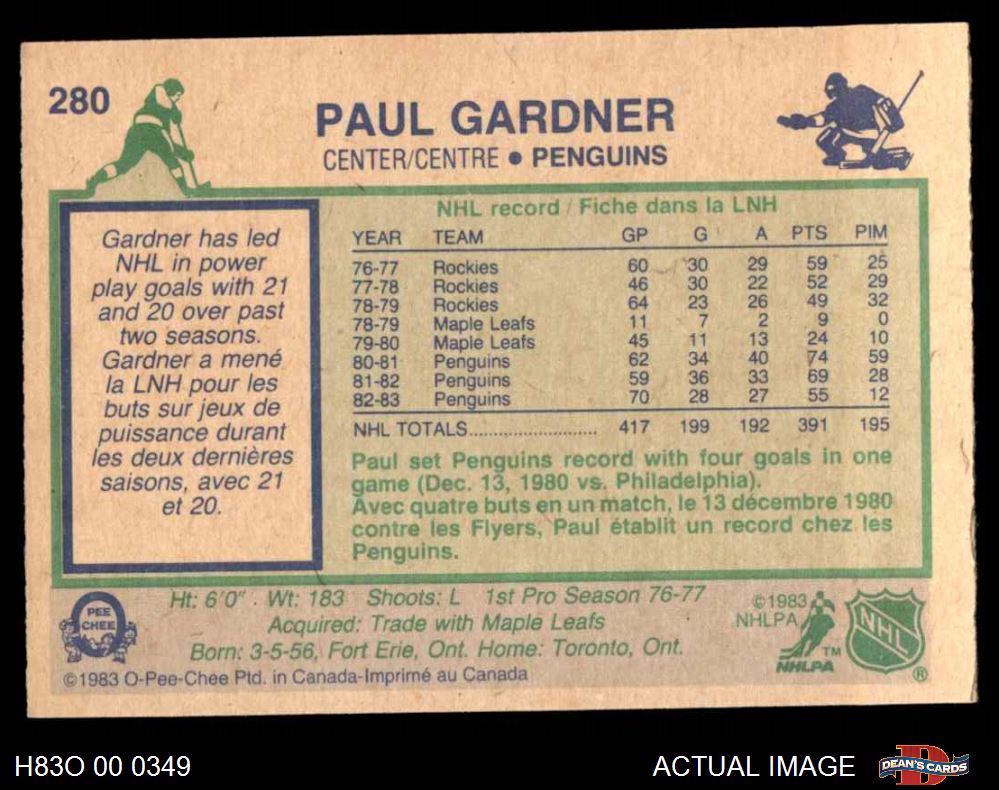 280
PAUL GARDNER
CENTER/CENTRE • PENGUINS
Gardner has led
NHL in power
play goals with 21
and 20 over past
two seasons.
Gardner a mené
la LNH pour les
buts sur jeux de
puissance durant
les deux dernières
saisons, avec 21
et 20.
NHL record / Fiche dans la LNH
YEAR TEAM GP G A PTS PIM
76-77 Rockies 60 30 29 59 25
77-78 Rockies 46 30 22 52 29
78-79 Rockies 64 23 26 49 32
78-79 Maple Leafs 11 7 2 9 0
79-80 Maple Leafs 45 11 13 24 10
80-81 Penguins 62 34 40 74 59
81-82 Penguins 59 36 33 69 28
82-83 Penguins 70 28 27 55 12
NHL TOTALS.......................... 417 199 192 391 195
Paul set Penguins record with four goals in one
game (Dec. 13, 1980 vs. Philadelphia).
Avec quatre buts en un match, le 13 décembre 1980
contre les Flyers, Paul établit un record chez les
Penguins.
Ht: 6'0" . Wt: 183 Shoots: L 1st Pro Season 76-77
Acquired: Trade with Maple Leafs
Born: 3-5-56, Fort Erie, Ont. Home: Toronto, Ont.
©1983 O-Pee-Chee Ptd. in Canada-Imprimé au Canada
O
PEE
CHEE
©1983
NHLPA
TM
NHLPA
NHL
®
H83O 00 0349
ACTUAL IMAGE
D
DEAN'S CARDS